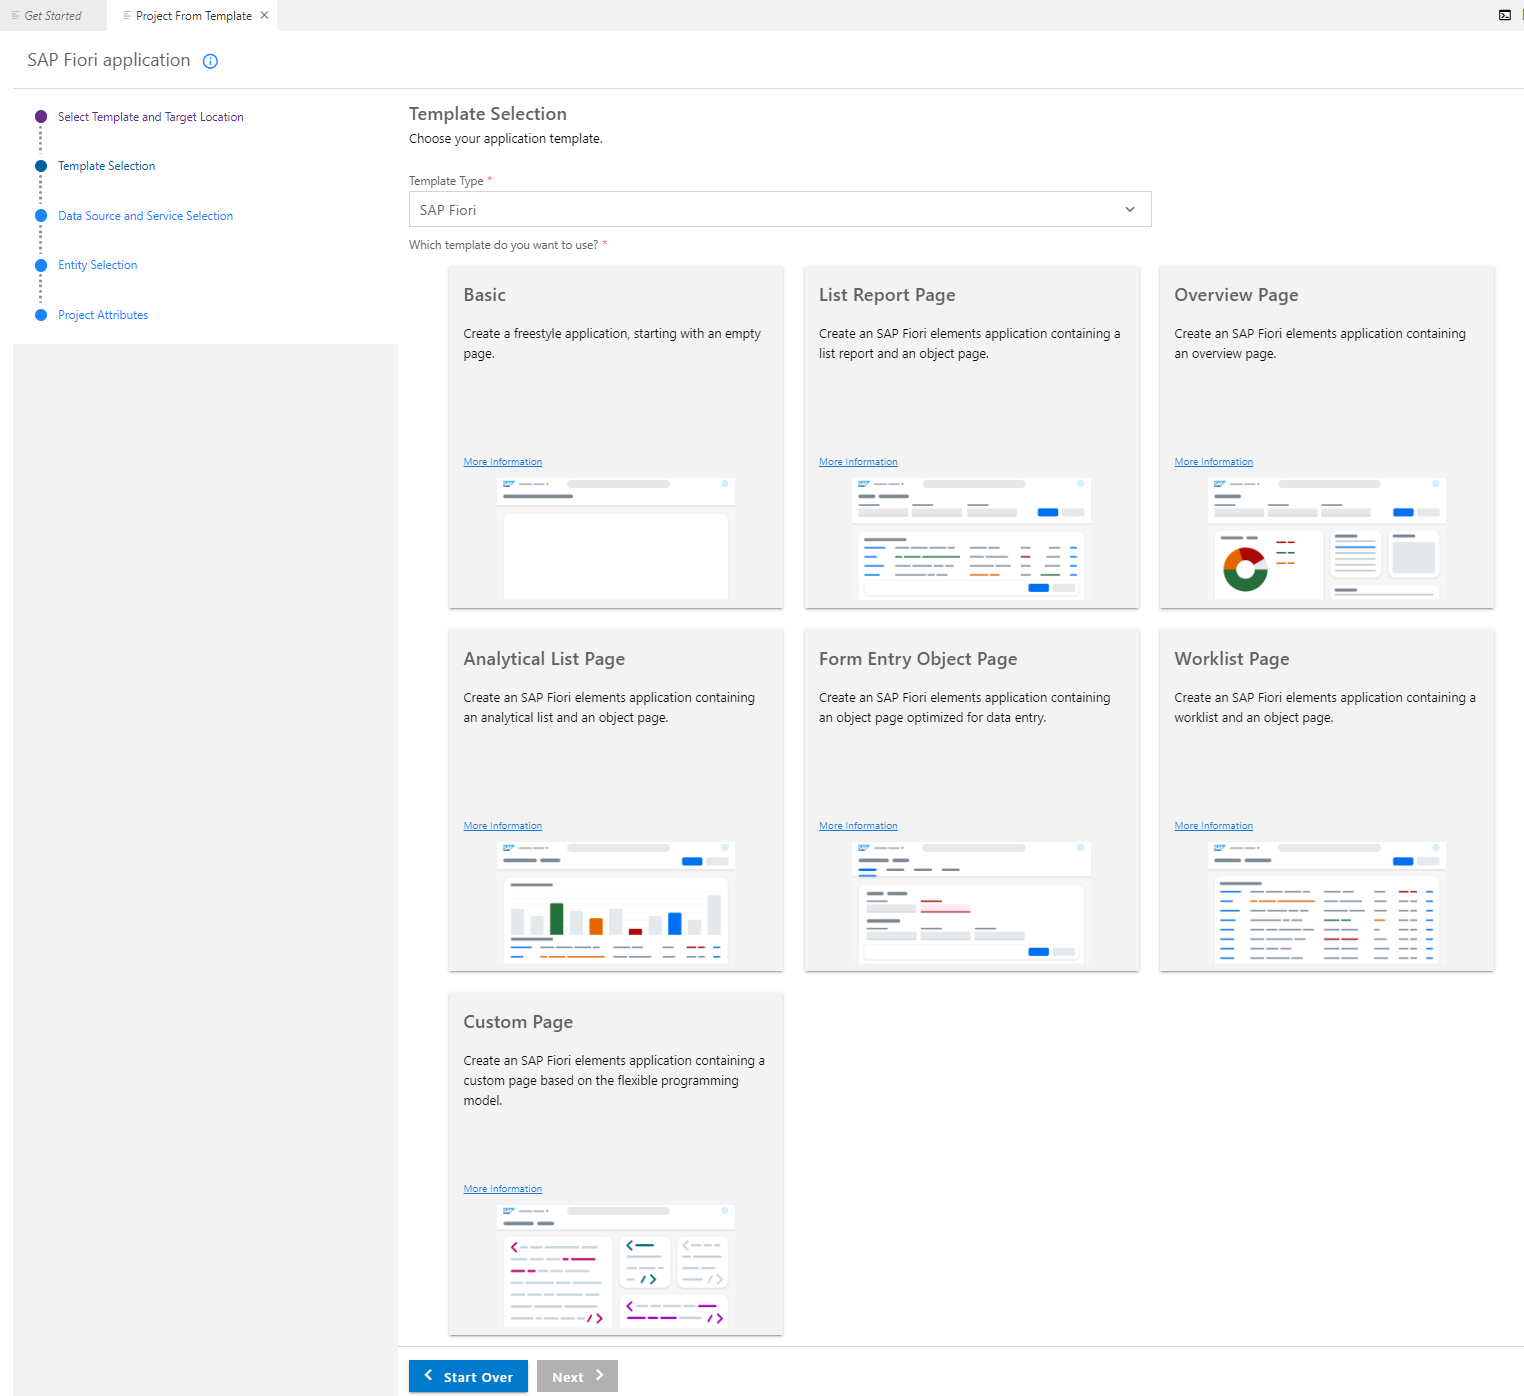 Get Started
Project From Template
SAP Fiori application
Select Template and Target Location
Template Selection
Data Source and Service Selection
Entity Selection
Project Attributes
Template Selection
Choose your application template.
Template Type *
SAP Fiori
Which template do you want to use? *
Basic
Create a freestyle application, starting with an empty
page.
More Information
SAP
List Report Page
Create an SAP Fiori elements application containing a
list report and an object page.
More Information
SAP
Overview Page
Create an SAP Fiori elements application containing
an overview page.
More Information
SAP
Analytical List Page
Create an SAP Fiori elements application containing
an analytical list and an object page.
More Information
SAP
Form Entry Object Page
Create an SAP Fiori elements application containing
an object page optimized for data entry.
More Information
SAP
Worklist Page
Create an SAP Fiori elements application containing a
worklist and an object page.
More Information
SAP
Custom Page
Create an SAP Fiori elements application containing a
custom page based on the flexible programming
model.
More Information
SAP
Start Over
Next